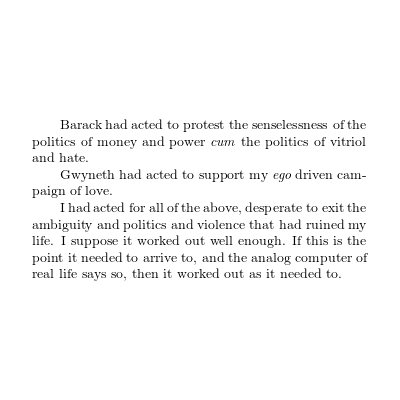 Barack had acted to protest the senselessness of the
politics of money and power cum the politics of vitriol
and hate.
Gwyneth had acted to support my ego driven cam-
paign of love.
I had acted for all of the above, desperate to exit the
ambiguity and politics and violence that had ruined my
life. I suppose it worked out well enough. If this is the
point it needed to arrive to, and the analog computer of
real life says so, then it worked out as it needed to.